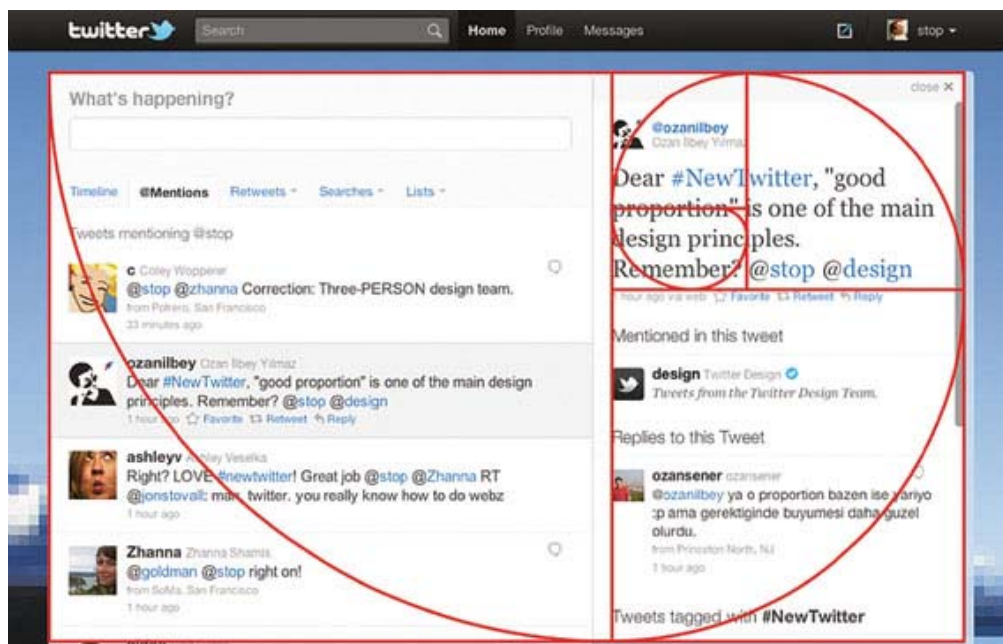 twitter
Search
Home Profile Messages
stop
What's happening?
Timeline @Mentions Retweets Searches Lists
Tweets mentioning @stop
c Coley Wopperer
@stop @zhanna Correction: Three-PERSON design team.
from Potrero, San Francisco
33 minutes ago
ozanilbey Ozan Ilbey Yılmaz
Dear #NewTwitter, "good proportion" is one of the main design
principles. Remember? @stop @design
1 hour ago Favorite Retweet Reply
ashleyv Ashley Veselka
Right? LOVE #newtwitter! Great job @stop @Zhanna RT
@jonstovall: man, twitter. you really know how to do webz
1 hour ago
Zhanna Zhanna Shamis
@goldman @stop right on!
from SoMa, San Francisco
1 hour ago
close ×
@ozanilbey
Ozan Ilbey Yılmaz
Dear #NewTwitter, "good
proportion" is one of the main
design principles.
Remember? @stop @design
1 hour ago via web Favorite Retweet Reply
Mentioned in this tweet
design Twitter Design
Tweets from the Twitter Design Team.
Replies to this Tweet
ozansener ozansener
@ozanilbey ya o proportion bazen ise yariyo
:p ama gerektiginde buyumesi daha guzel
olurdu.
from Princeton North, NJ
1 hour ago
Tweets tagged with #NewTwitter